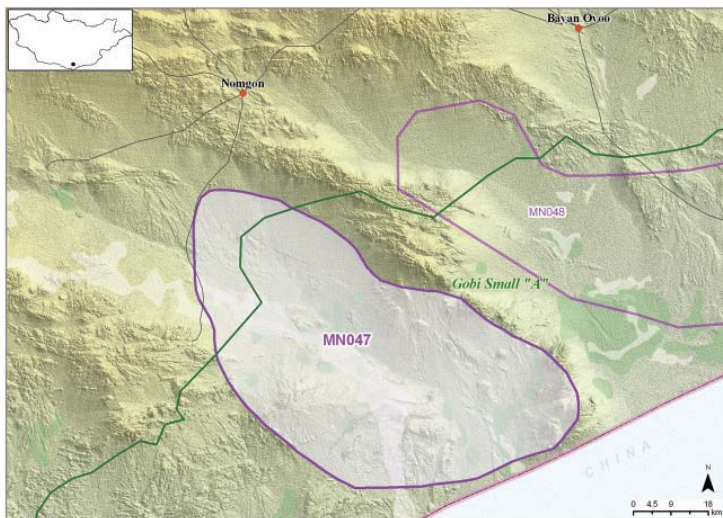 Bayan Ovoo
Nomgon
MN048
Gobi Small "A"
MN047
CHINA
N
0 4.5 9 18
km